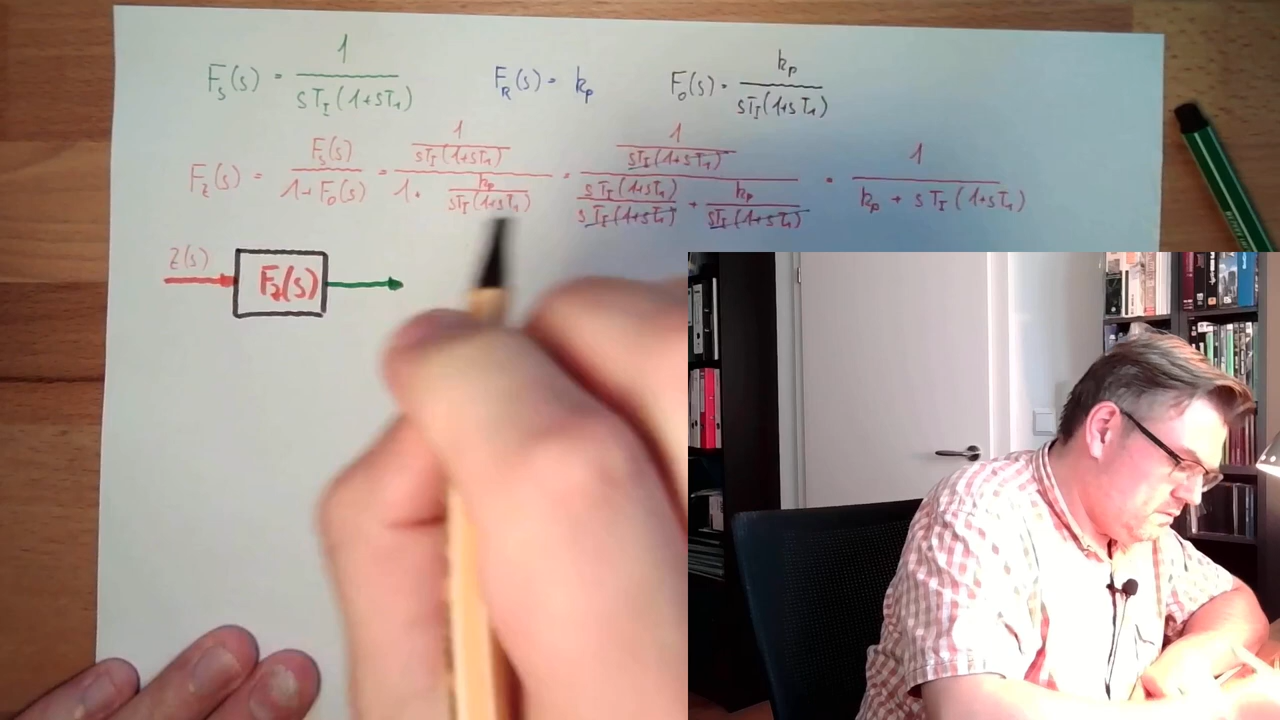 F_S(s) = 1 / (sT_I(1+sT_1))    F_R(s) = k_p    F_0(s) = k_p / (sT_I(1+sT_1))
F_z(s) = F_S(s) / (1+F_0(s)) = (1 / (sT_I(1+sT_1))) / (1 + k_p / (sT_I(1+sT_1))) = (1 / (sT_I(1+sT_1))) / (sT_I(1+sT_1) / (sT_I(1+sT_1)) + k_p / (sT_I(1+sT_1))) = 1 / (k_p + sT_I(1+sT_1))
Z(s)
F_z(s)